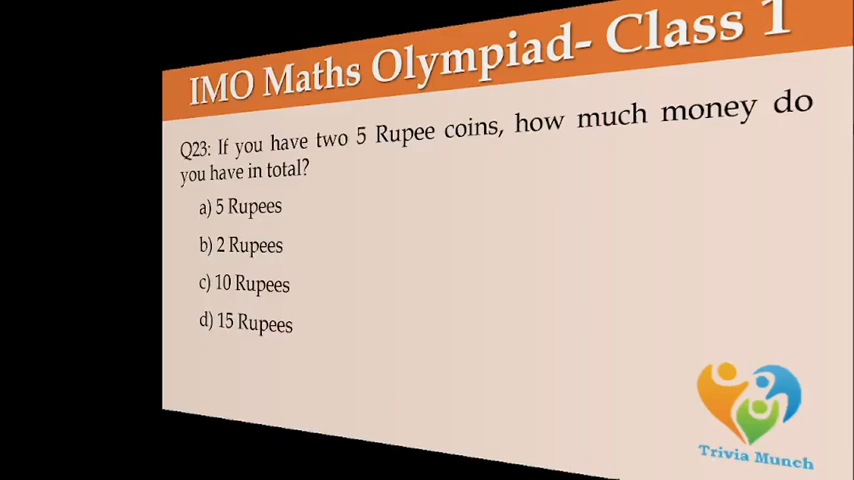 IMO Maths Olympiad- Class 1
Q23: If you have two 5 Rupee coins, how much money do
you have in total?
a) 5 Rupees
b) 2 Rupees
c) 10 Rupees
d) 15 Rupees
Trivia Munch